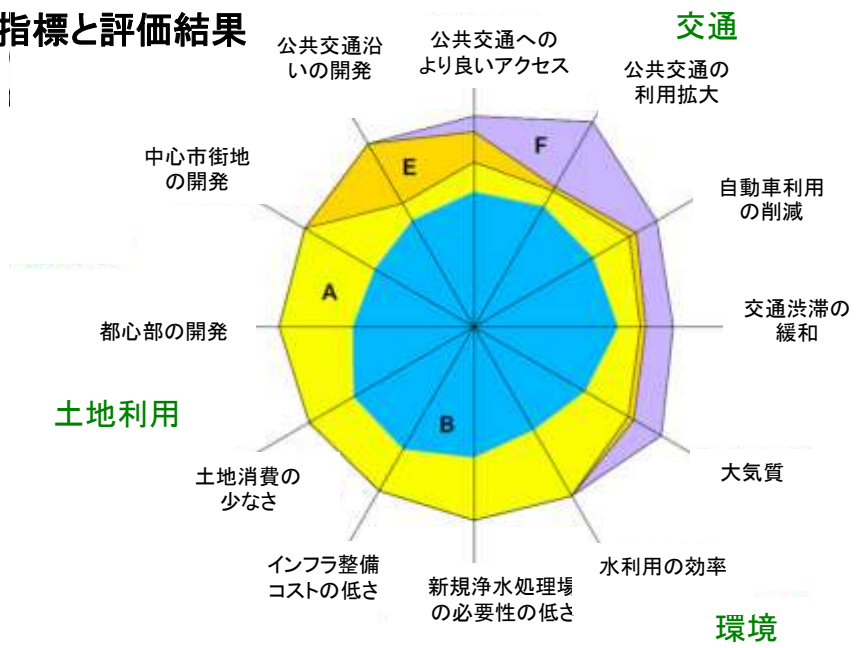 指標と評価結果
交通
公共交通沿
いの開発
公共交通への
より良いアクセス
公共交通の
利用拡大
中心市街地
の開発
自動車利用
の削減
都心部の開発
交通渋滞の
緩和
土地利用
土地消費の
少なさ
大気質
インフラ整備
コストの低さ
新規浄水処理場
の必要性の低さ
水利用の効率
環境
E
F
A
B